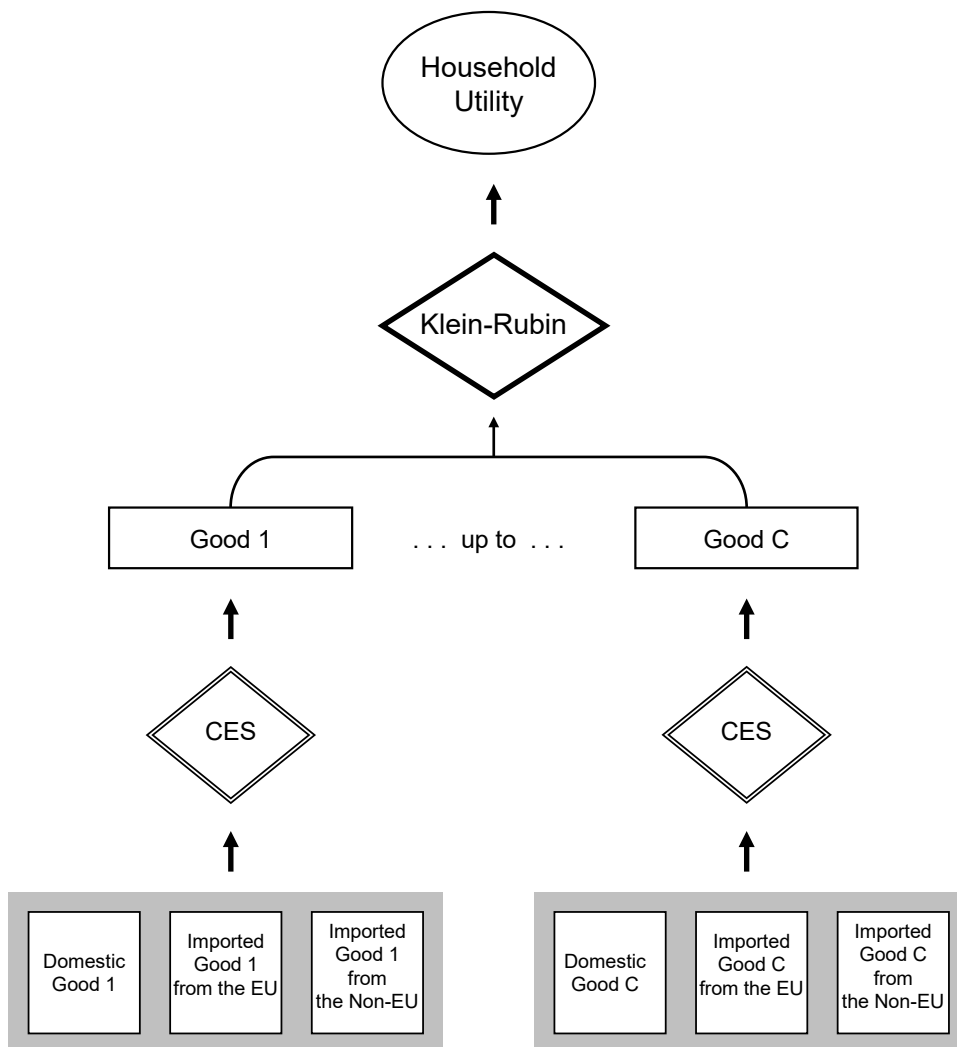 Household
Utility
Klein-Rubin
Good 1
. . . up to . . .
Good C
CES
CES
Domestic
Good 1
Imported
Good 1
from the EU
Imported
Good 1
from
the Non-EU
Domestic
Good C
Imported
Good C
from the EU
Imported
Good C
from
the Non-EU